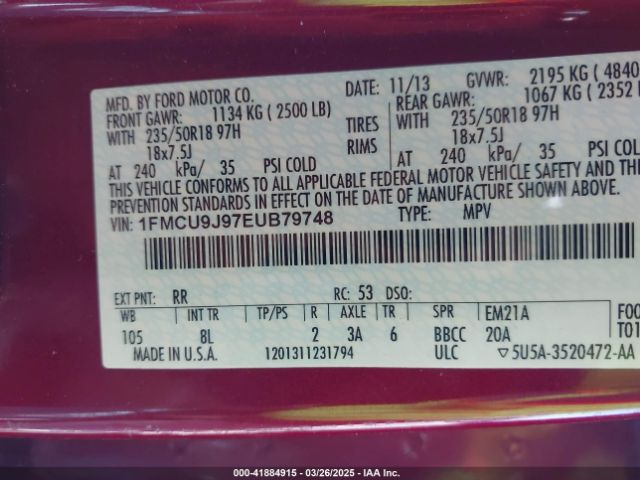 MFD. BY FORD MOTOR CO. DATE: 11/13 GVWR: 2195 KG ( 4840
FRONT GAWR: 1134 KG ( 2500 LB) REAR GAWR: 1067 KG ( 2352
WITH 235/50R18 97H TIRES WITH 235/50R18 97H
18x7.5J RIMS 18x7.5J
AT 240 kPa/ 35 PSI COLD AT 240 kPa/ 35 PSI COL
THIS VEHICLE CONFORMS TO ALL APPLICABLE FEDERAL MOTOR VEHICLE SAFETY AND THE
PREVENTION STANDARDS IN EFFECT ON THE DATE OF MANUFACTURE SHOWN ABOVE.
VIN: 1FMCU9J97EUB79748 TYPE: MPV
EXT PNT: RR RC: 53 DSO:
WB INT TR TP/PS R AXLE TR SPR EM21A FOO
105 8L 2 3A 6 BBCC 20A TO1
MADE IN U.S.A. 1201311231794 ULC ▽5U5A-3520472-AA
000-41884915 - 03/26/2025 - IAA Inc.